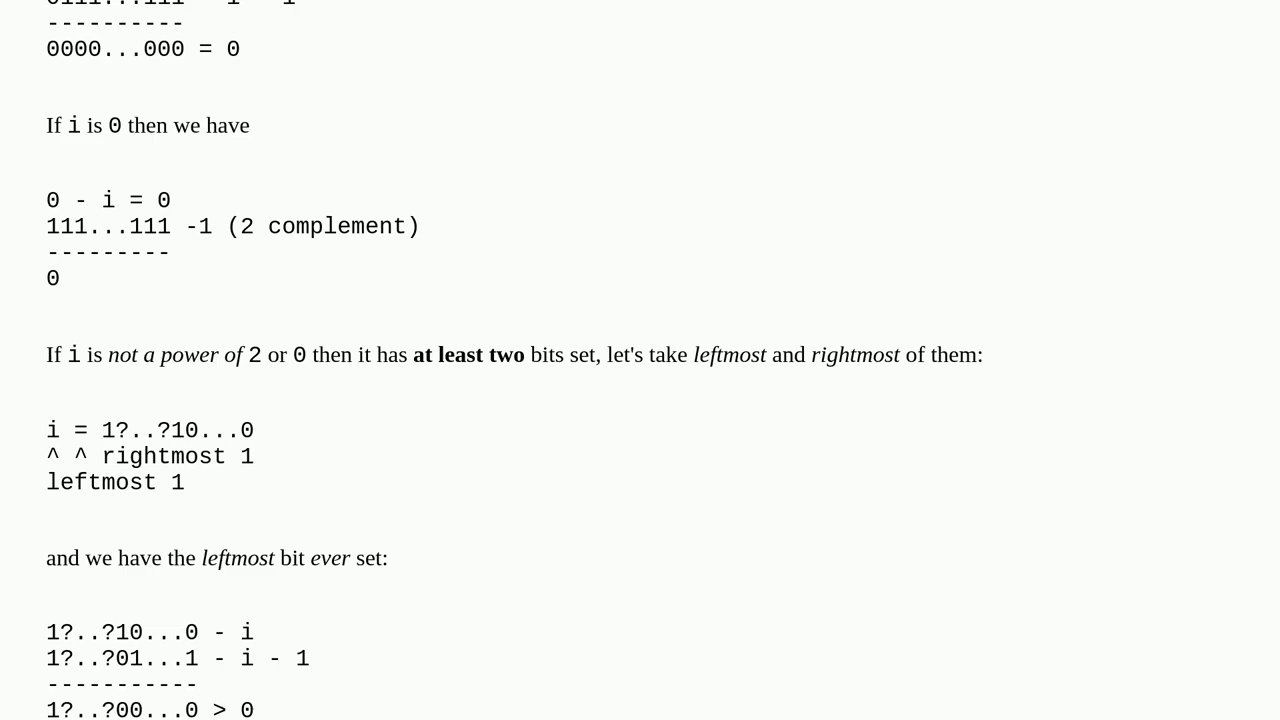 0111...111 - i - 1
----------
0000...000 = 0
If i is 0 then we have
0 - i = 0
111...111 -1 (2 complement)
---------
0
If i is not a power of 2 or 0 then it has at least two bits set, let's take leftmost and rightmost of them:
i = 1?..?10...0
^ ^ rightmost 1
leftmost 1
and we have the leftmost bit ever set:
1?..?10...0 - i
1?..?01...1 - i - 1
-----------
1?..?00...0 > 0